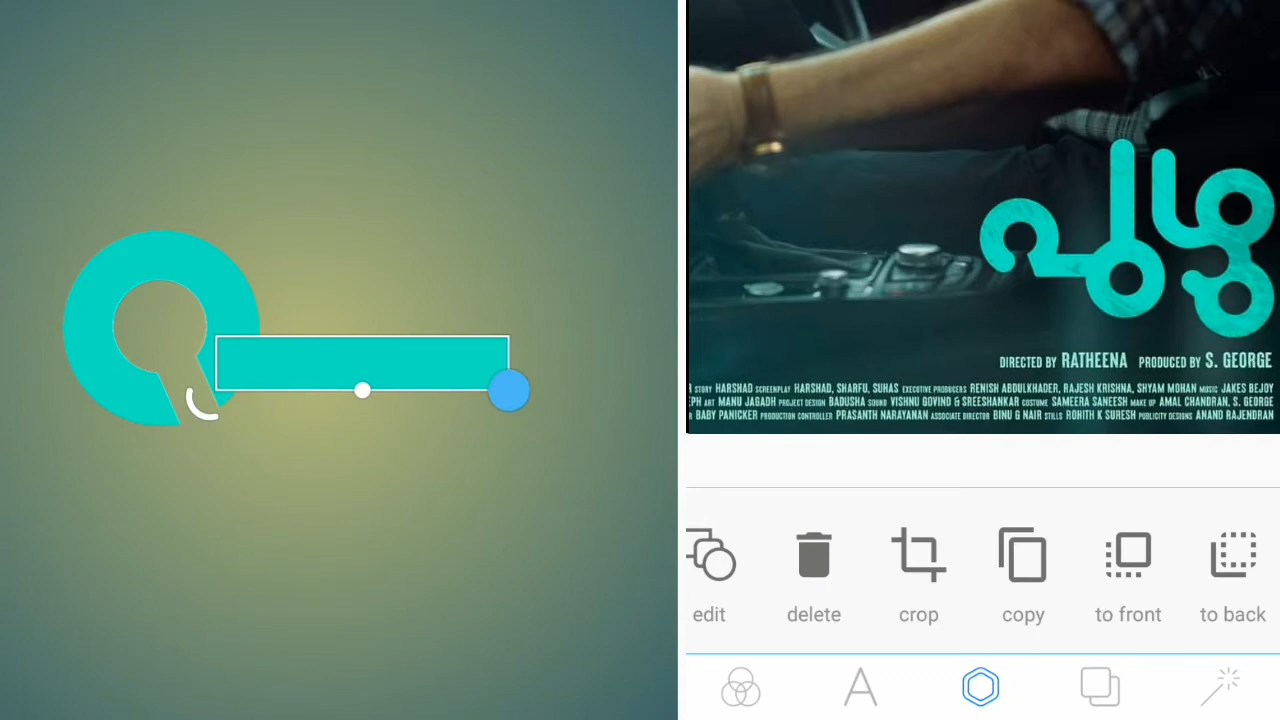 പുഴു
DIRECTED BY RATHEENA PRODUCED BY S. GEORGE
STORY HARSHAD SCREENPLAY HARSHAD, SHARFU, SUHAS EXECUTIVE PRODUCERS RENISH ABDULKHADER, RAJESH KRISHNA, SHYAM MOHAN MUSIC JAKES BEJOY
ART MANU JAGADH PROJECT DESIGN BADUSHA SOUND VISHNU GOVIND & SREESHANKAR COSTUME SAMEERA SANEESH MAKE UP AMAL CHANDRAN, S. GEORGE
BABY PANICKER PRODUCTION CONTROLLER PRASANTH NARAYANAN ASSOCIATE DIRECTOR BINU G NAIR STILLS ROHITH K SURESH PUBLICITY DESIGNS ANAND RAJENDRAN
edit delete crop copy to front to back